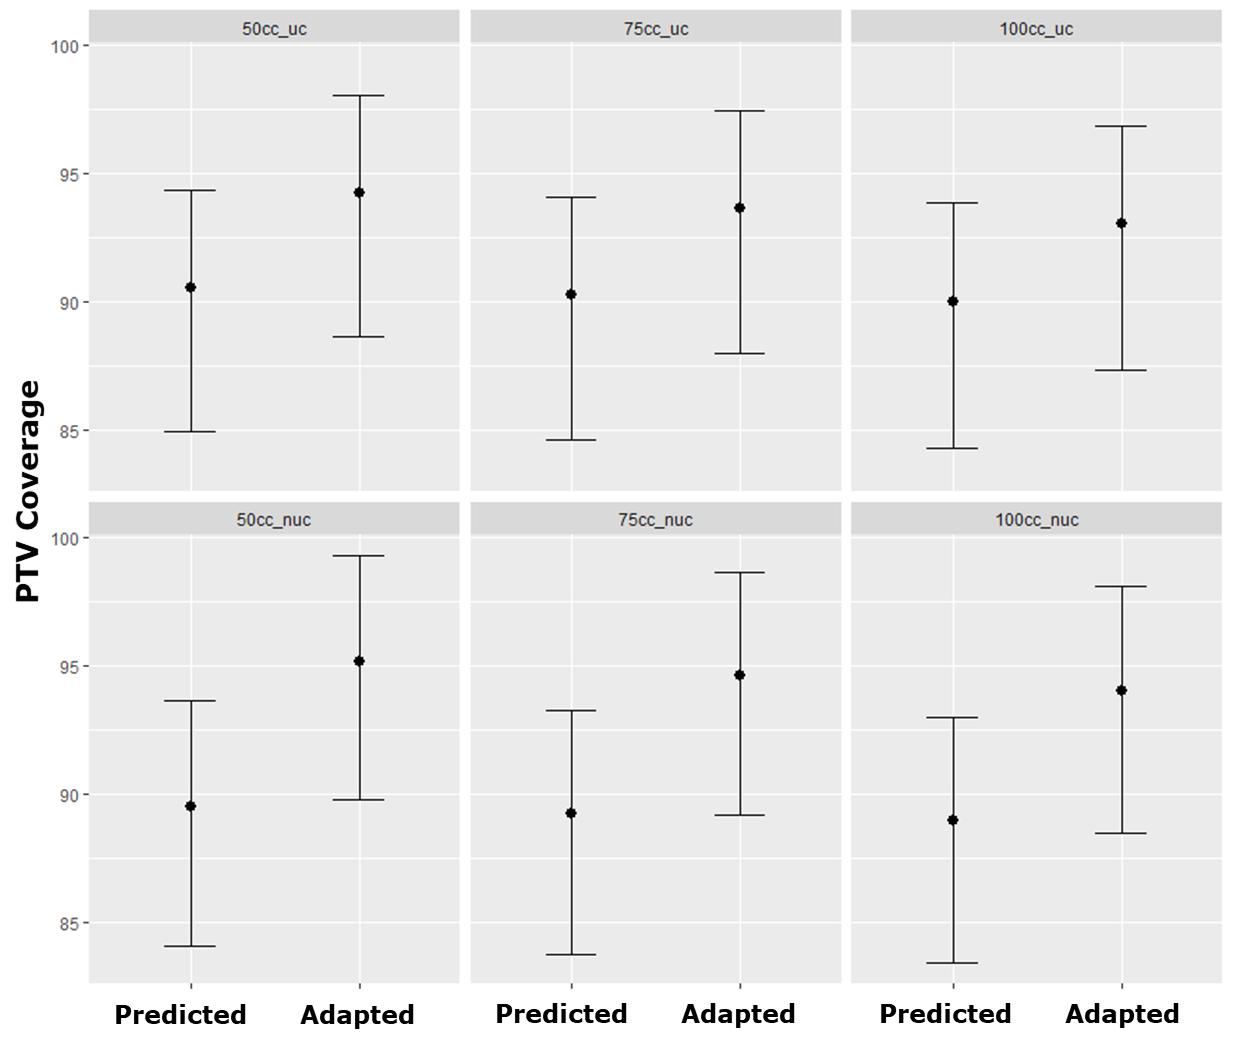 50cc_uc 75cc_uc 100cc_uc
100
95
90
85
PTV Coverage
50cc_nuc 75cc_nuc 100cc_nuc
100
95
90
85
Predicted Adapted Predicted Adapted Predicted Adapted